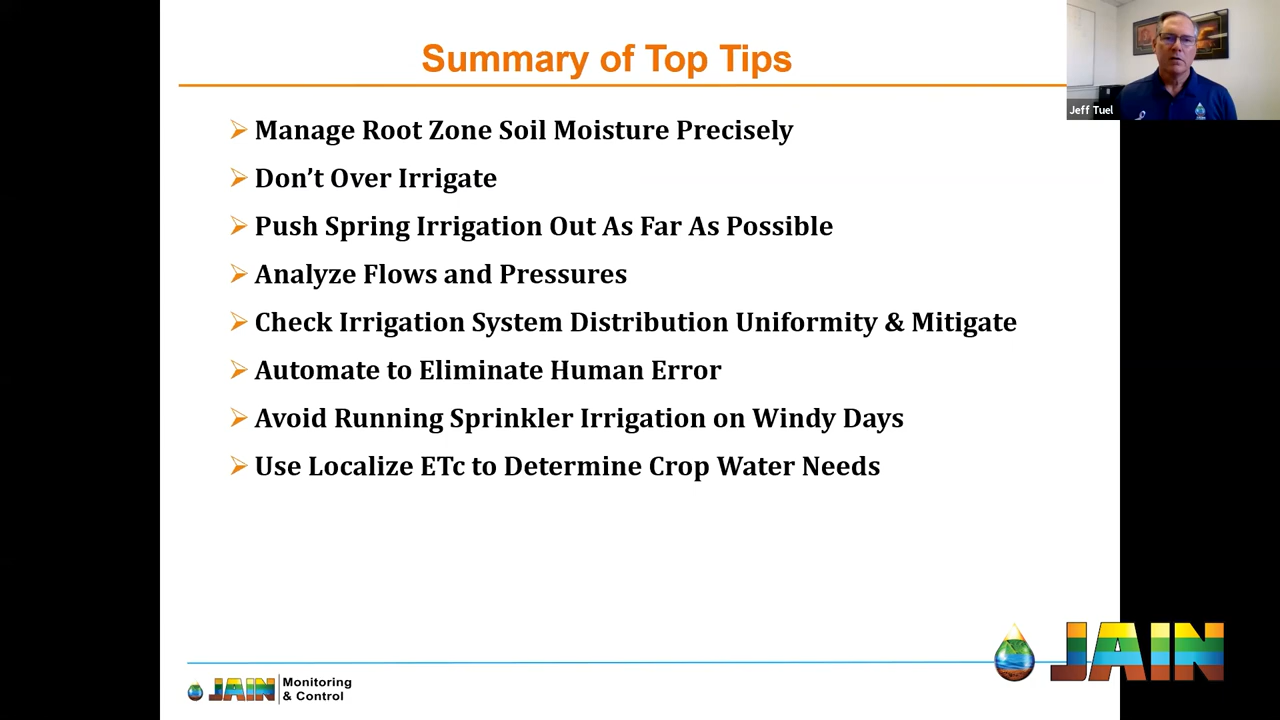 Summary of Top Tips
Jeff Tuel
Manage Root Zone Soil Moisture Precisely
Don’t Over Irrigate
Push Spring Irrigation Out As Far As Possible
Analyze Flows and Pressures
Check Irrigation System Distribution Uniformity & Mitigate
Automate to Eliminate Human Error
Avoid Running Sprinkler Irrigation on Windy Days
Use Localize ETc to Determine Crop Water Needs
JAIN
JAIN Monitoring
& Control